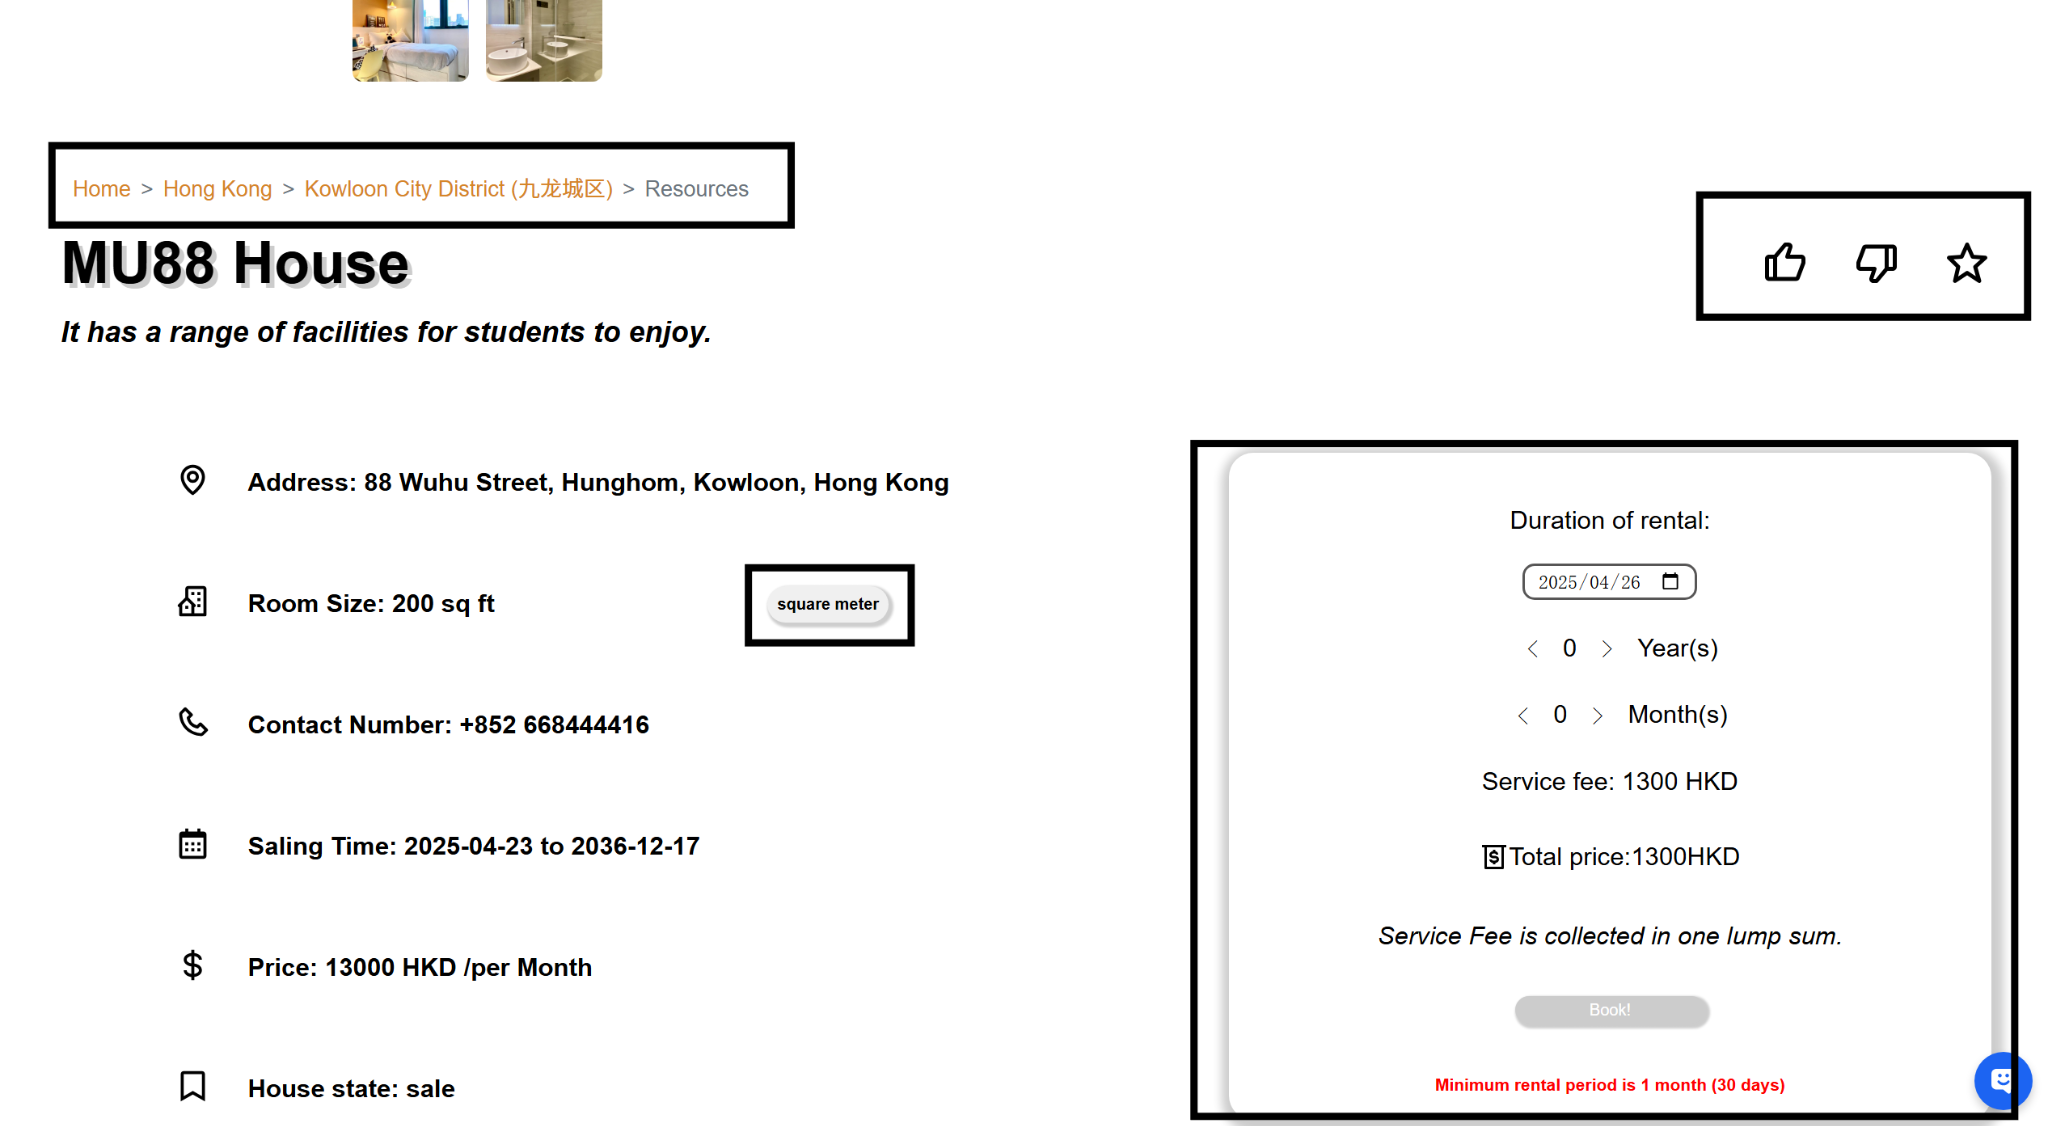 Home > Hong Kong > Kowloon City District (九龙城区) > Resources
MU88 House
It has a range of facilities for students to enjoy.
Address: 88 Wuhu Street, Hunghom, Kowloon, Hong Kong
Room Size: 200 sq ft
square meter
Contact Number: +852 668444416
Saling Time: 2025-04-23 to 2036-12-17
Price: 13000 HKD /per Month
House state: sale
Duration of rental:
2025/04/26
< 0 > Year(s)
< 0 > Month(s)
Service fee: 1300 HKD
Total price:1300HKD
Service Fee is collected in one lump sum.
Book!
Minimum rental period is 1 month (30 days)